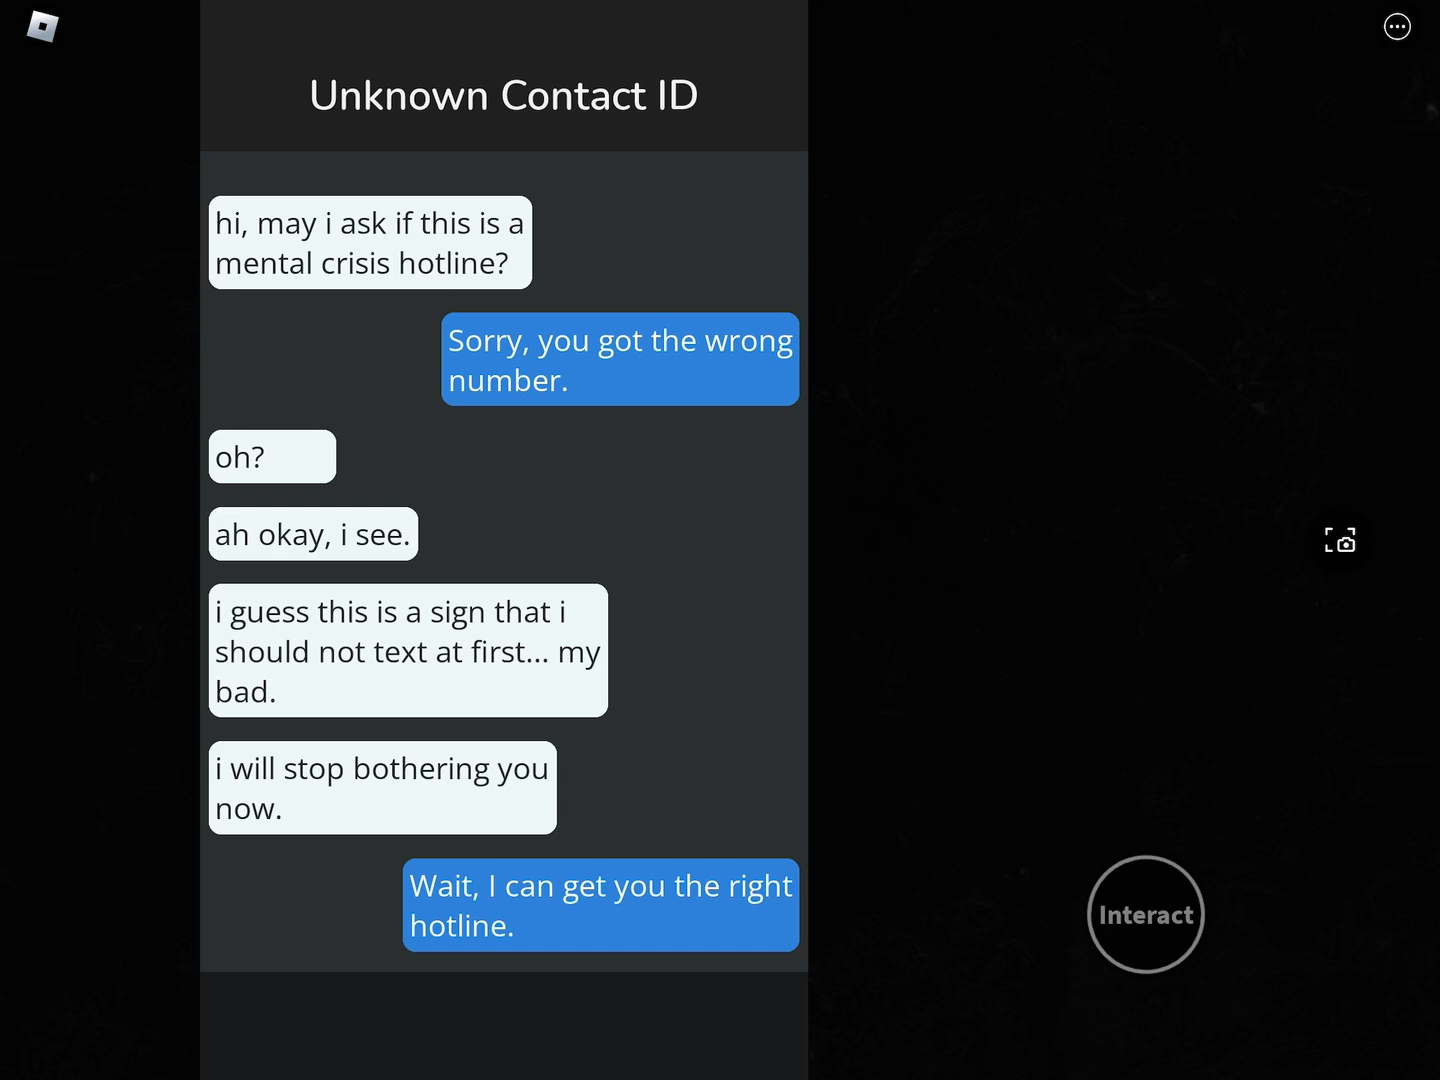 Unknown Contact ID
hi, may i ask if this is a
mental crisis hotline?
Sorry, you got the wrong
number.
oh?
ah okay, i see.
i guess this is a sign that i
should not text at first... my
bad.
i will stop bothering you
now.
Wait, I can get you the right
hotline.
Interact